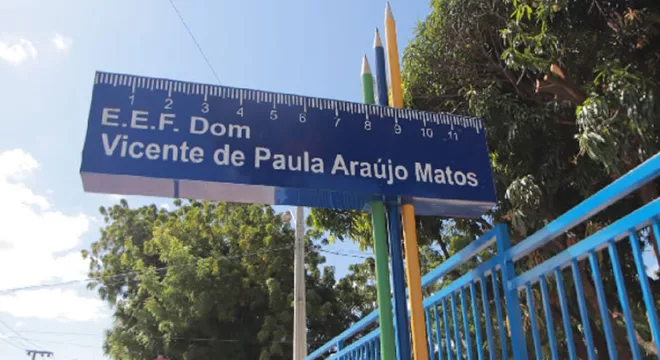 1 2 3 4 5 6 7 8 9 10 11
E.E.F. Dom
Vicente de Paula Araújo Matos